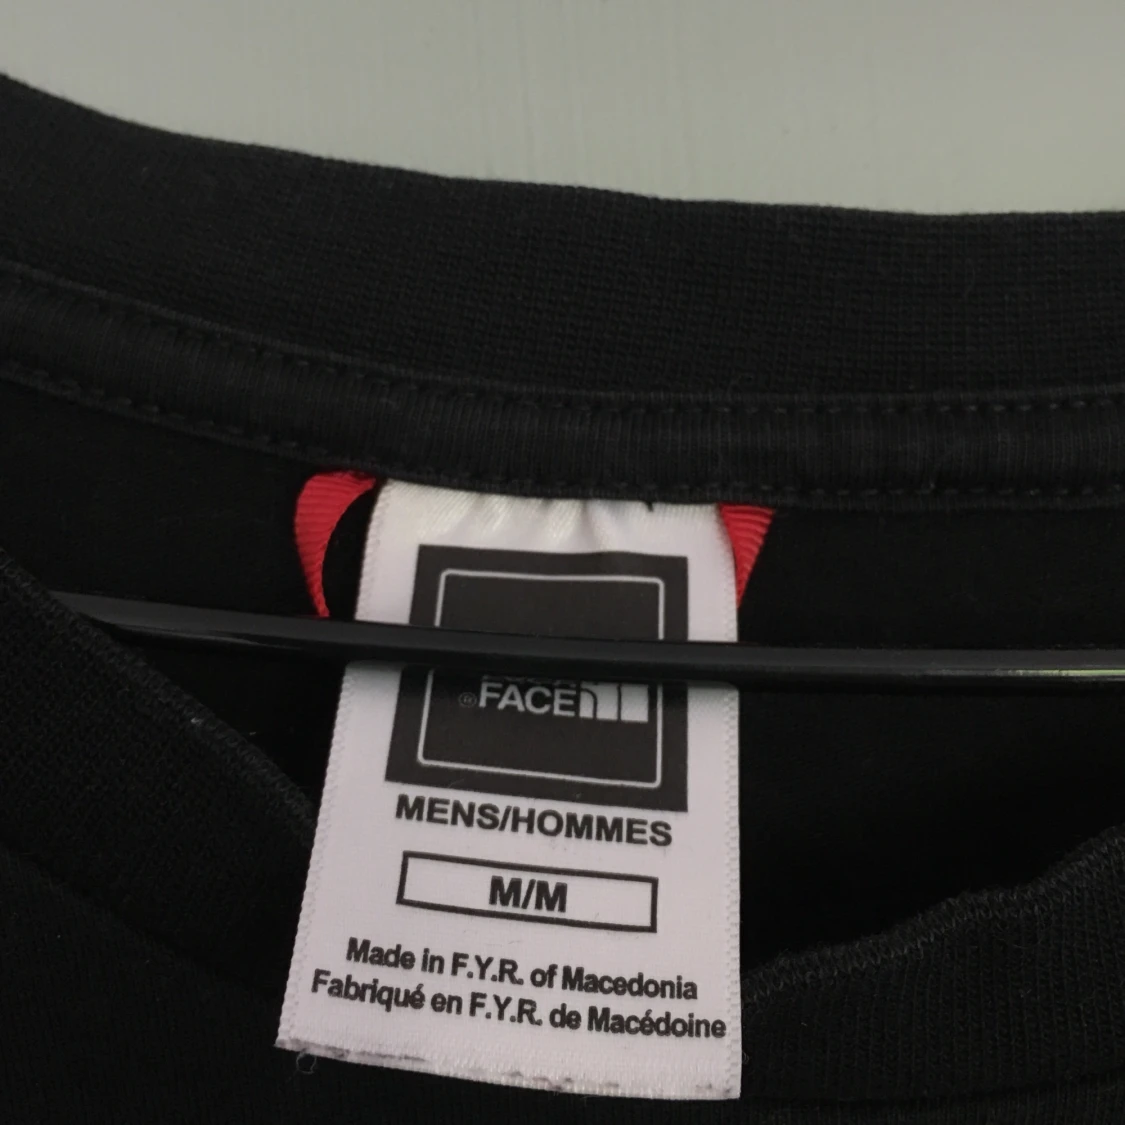 ®FACE
MENS/HOMMES
M/M
Made in F.Y.R. of Macedonia
Fabriqué en F.Y.R. de Macédoine